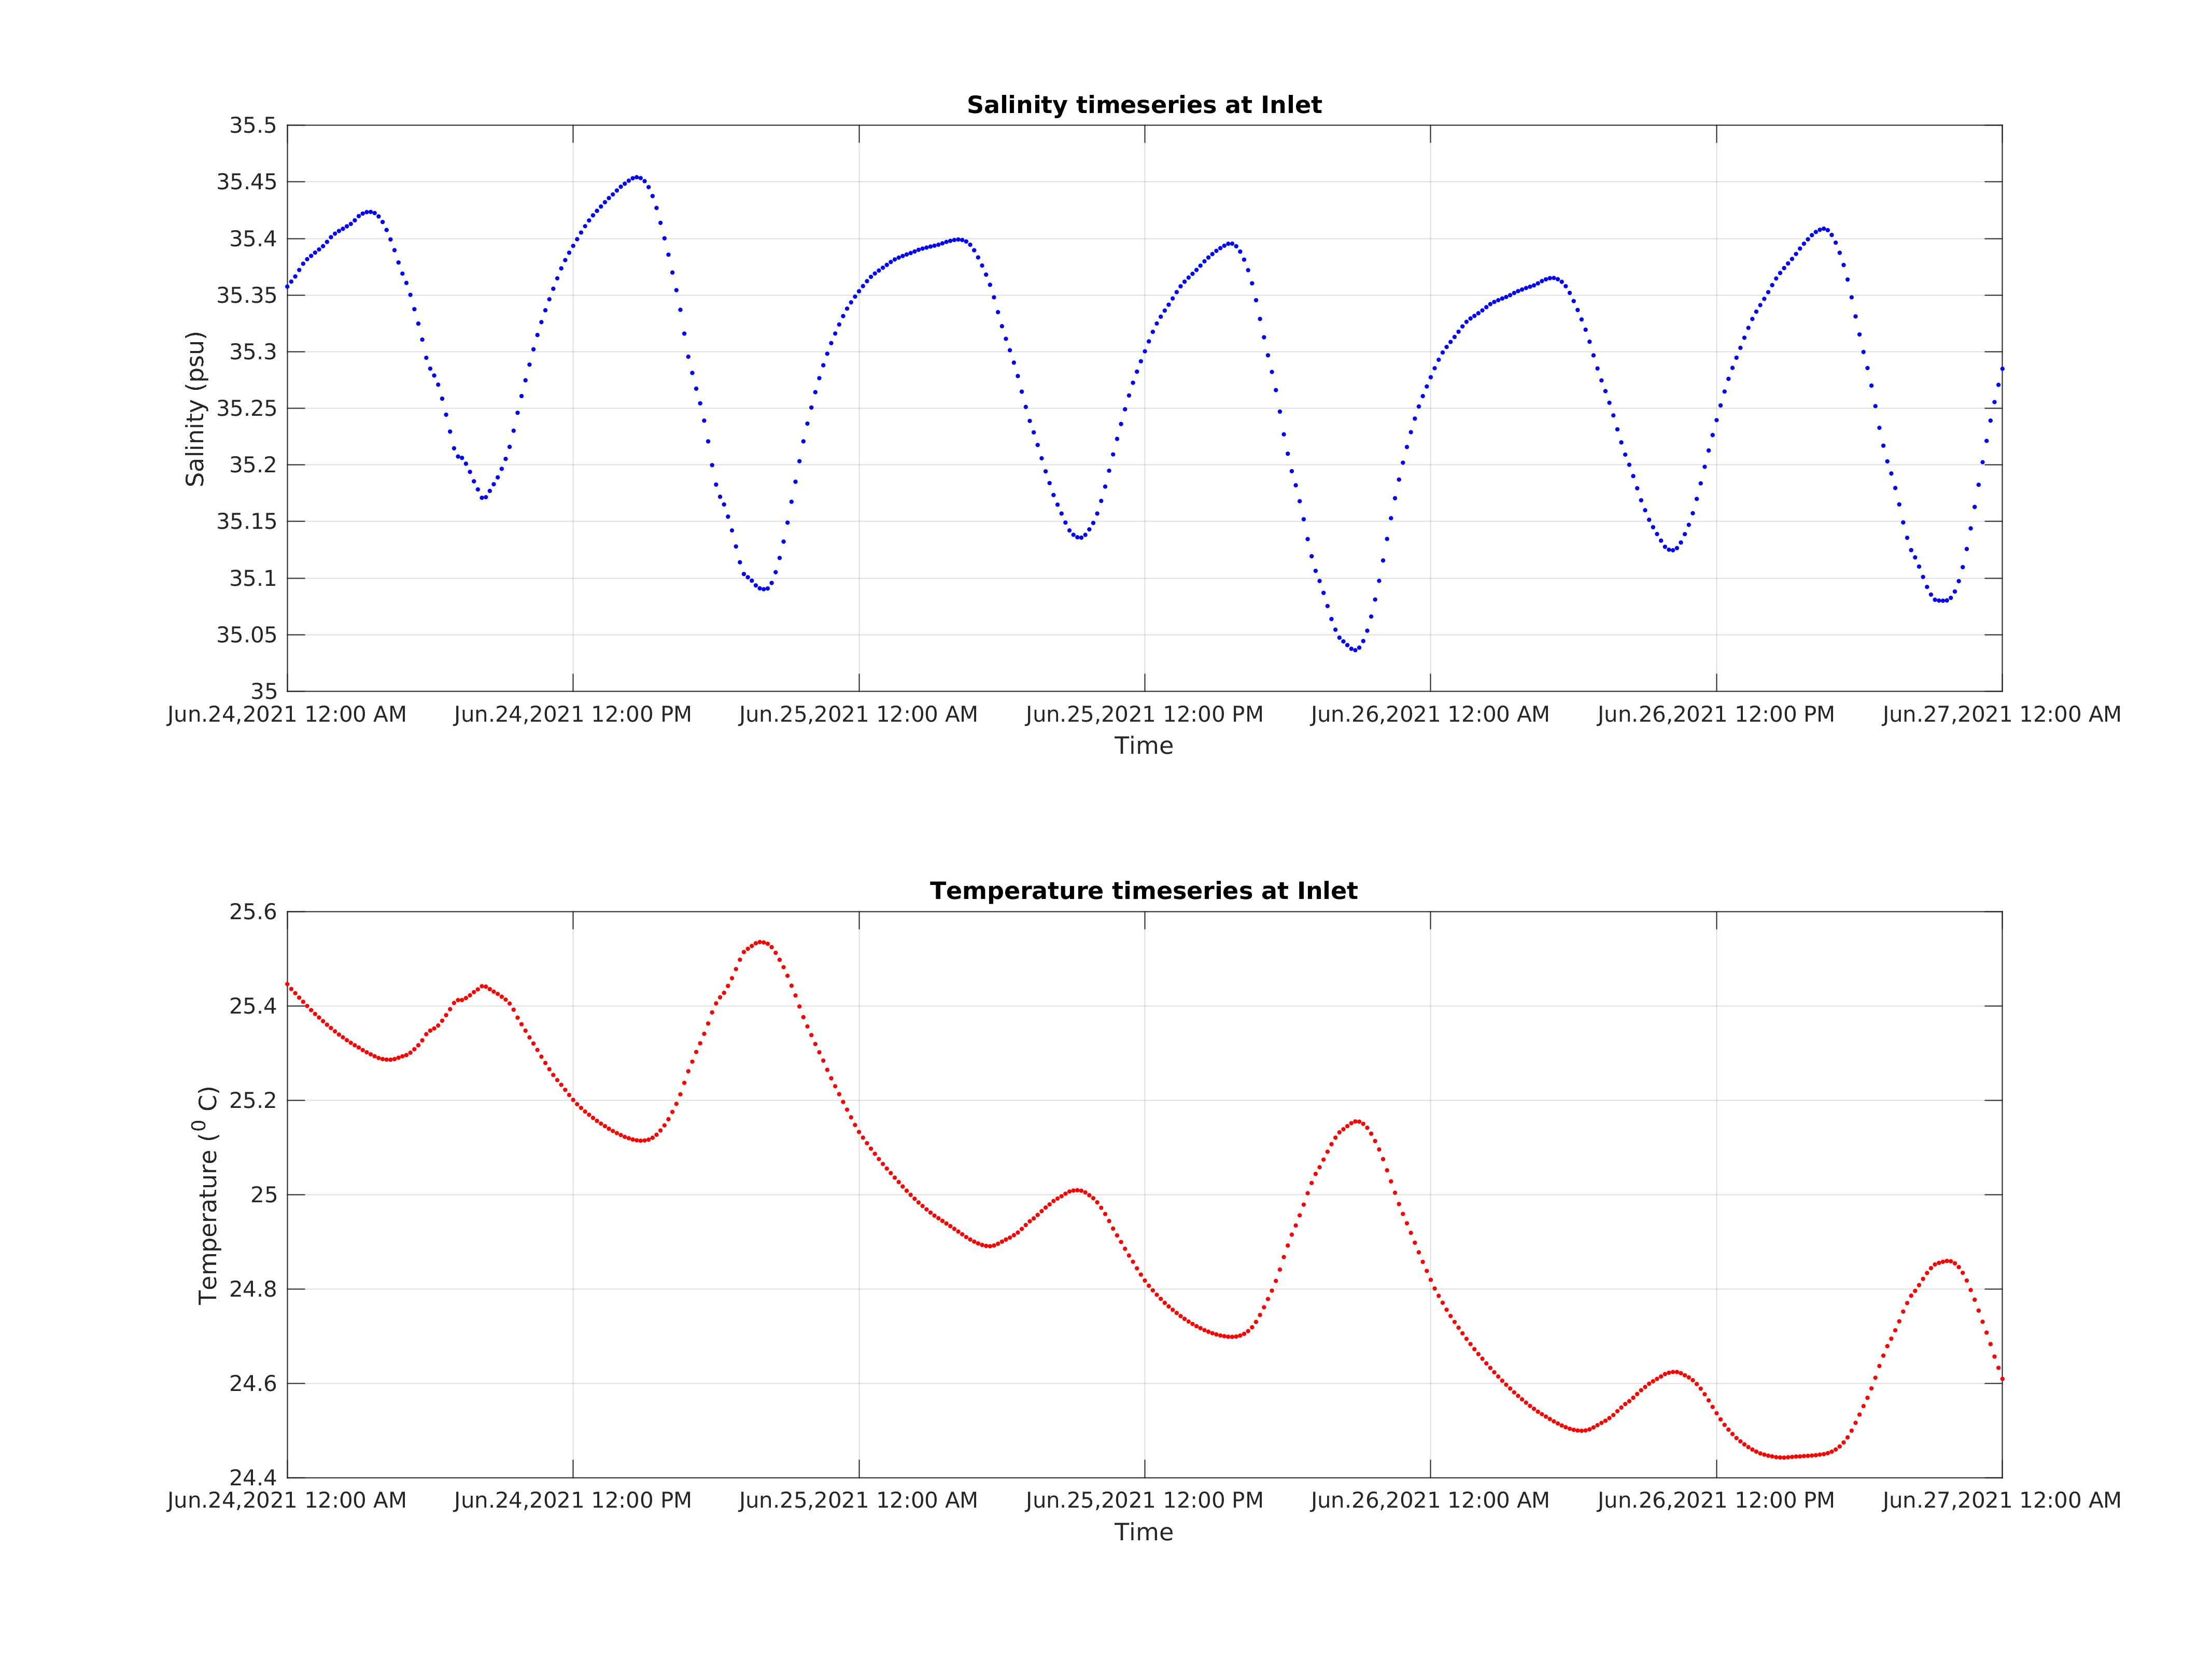 Salinity timeseries at Inlet
35.5
35.45
35.4
35.35
35.3
35.25
35.2
35.15
35.1
35.05
35
Salinity (psu)
Jun.24,2021 12:00 AM Jun.24,2021 12:00 PM Jun.25,2021 12:00 AM Jun.25,2021 12:00 PM Jun.26,2021 12:00 AM Jun.26,2021 12:00 PM Jun.27,2021 12:00 AM
Time
Temperature timeseries at Inlet
25.6
25.4
25.2
25
24.8
24.6
24.4
Temperature (⁰ C)
Jun.24,2021 12:00 AM Jun.24,2021 12:00 PM Jun.25,2021 12:00 AM Jun.25,2021 12:00 PM Jun.26,2021 12:00 AM Jun.26,2021 12:00 PM Jun.27,2021 12:00 AM
Time